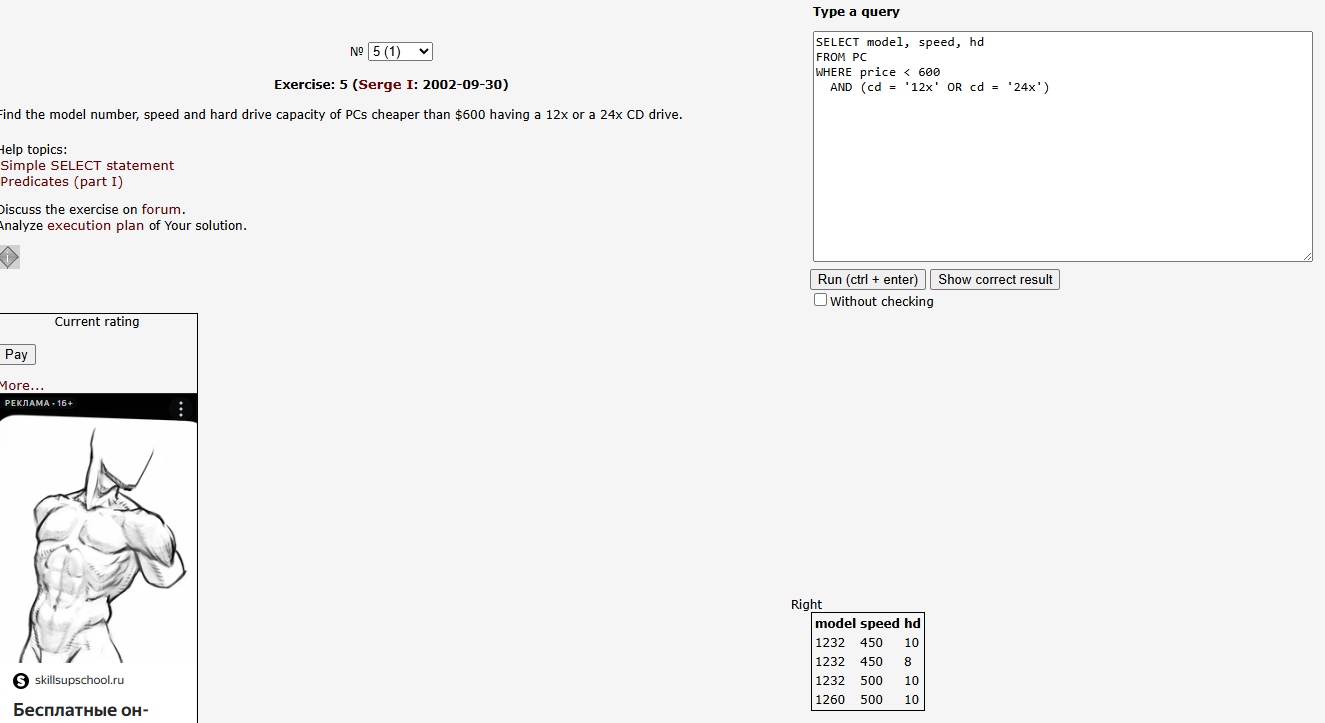 № 5 (1)
Exercise: 5 (Serge I: 2002-09-30)
Find the model number, speed and hard drive capacity of PCs cheaper than $600 having a 12x or a 24x CD drive.
Help topics:
Simple SELECT statement
Predicates (part I)
Discuss the exercise on forum.
Analyze execution plan of Your solution.
Current rating
Pay
More...
РЕКЛАМА • 16+
S skillsupschool.ru
Бесплатные он-
Type a query
SELECT model, speed, hd
FROM PC
WHERE price < 600
AND (cd = '12x' OR cd = '24x')
Run (ctrl + enter) Show correct result
Without checking
Right
model speed hd
1232 450 10
1232 450 8
1232 500 10
1260 500 10